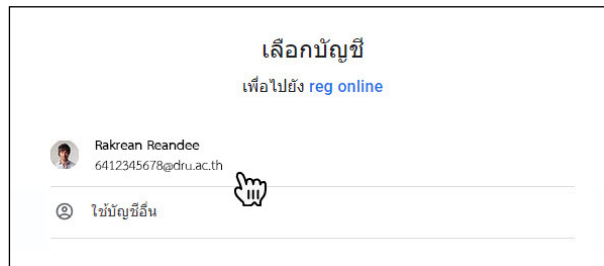 เลือกบัญชี
เพื่อไปยัง reg online
Rakrean Reandee
6412345678@dru.ac.th
ใช้บัญชีอื่น